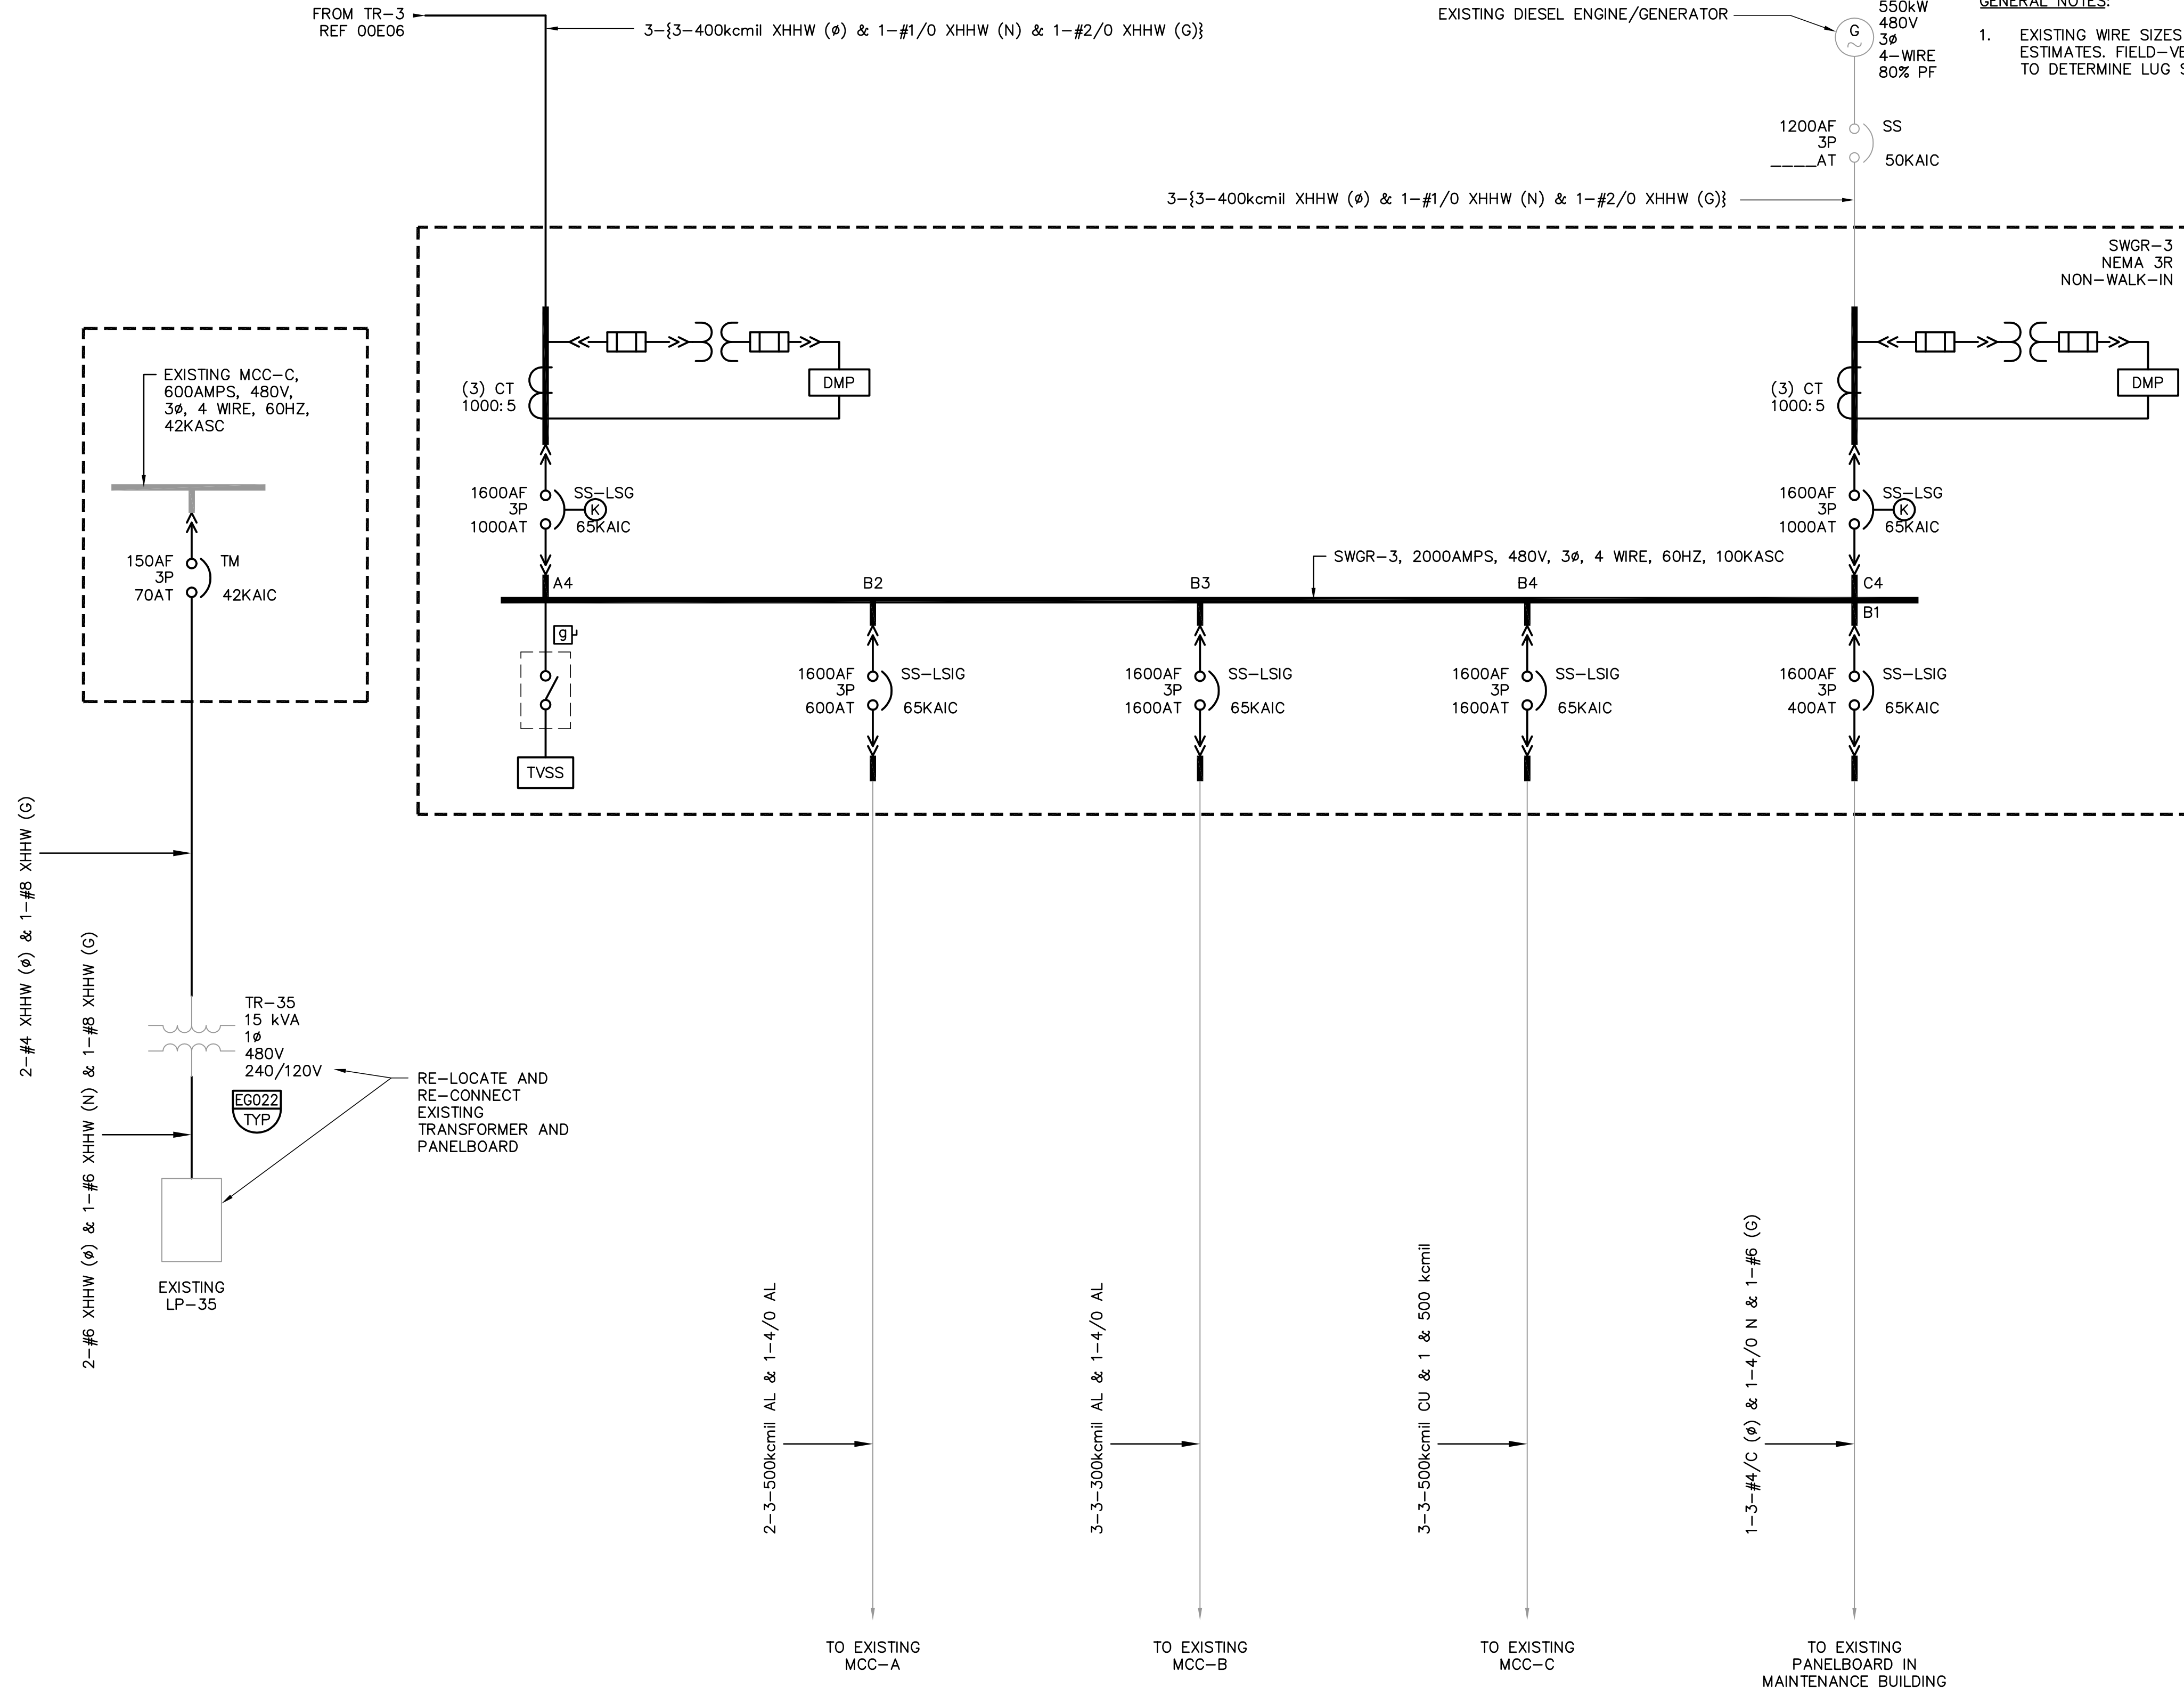 FROM TR-3
REF 00E06
3-{3-400kcmil XHHW (ø) & 1-#1/0 XHHW (N) & 1-#2/0 XHHW (G)}
EXISTING DIESEL ENGINE/GENERATOR
G
550kW
480V
3ø
4-WIRE
80% PF
GENERAL NOTES:
1. EXISTING WIRE SIZES
ESTIMATES. FIELD-VE
TO DETERMINE LUG S
1200AF
3P
____AT
SS
50KAIC
3-{3-400kcmil XHHW (ø) & 1-#1/0 XHHW (N) & 1-#2/0 XHHW (G)}
SWGR-3
NEMA 3R
NON-WALK-IN
EXISTING MCC-C,
600AMPS, 480V,
3ø, 4 WIRE, 60HZ,
42KASC
150AF
3P
70AT
TM
42KAIC
(3) CT
1000:5
DMP
1600AF
3P
1000AT
SS-LSG
K
65KAIC
(3) CT
1000:5
DMP
1600AF
3P
1000AT
SS-LSG
K
65KAIC
SWGR-3, 2000AMPS, 480V, 3ø, 4 WIRE, 60HZ, 100KASC
A4
B2
B3
B4
C4
B1
g
TVSS
1600AF
3P
600AT
SS-LSIG
65KAIC
1600AF
3P
1600AT
SS-LSIG
65KAIC
1600AF
3P
1600AT
SS-LSIG
65KAIC
1600AF
3P
400AT
SS-LSIG
65KAIC
2-#4 XHHW (ø) & 1-#8 XHHW (G)
2-#6 XHHW (ø) & 1-#6 XHHW (N) & 1-#8 XHHW (G)
TR-35
15 kVA
1ø
480V
240/120V
EG022
TYP
RE-LOCATE AND
RE-CONNECT
EXISTING
TRANSFORMER AND
PANELBOARD
EXISTING
LP-35
2-3-500kcmil AL & 1-4/0 AL
3-3-300kcmil AL & 1-4/0 AL
3-3-500kcmil CU & 1 & 500 kcmil
1-3-#4/C (ø) & 1-4/0 N & 1-#6 (G)
TO EXISTING
MCC-A
TO EXISTING
MCC-B
TO EXISTING
MCC-C
TO EXISTING
PANELBOARD IN
MAINTENANCE BUILDING